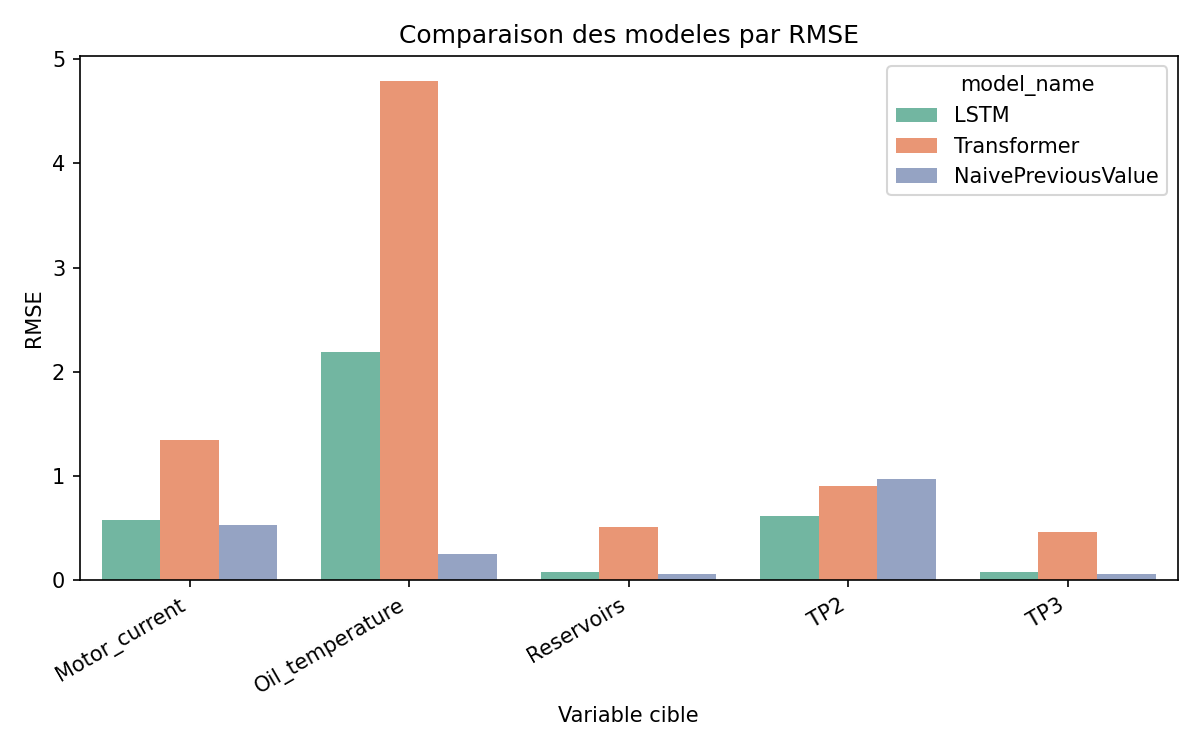 Comparaison des modeles par RMSE
model_name
LSTM
Transformer
NaivePreviousValue
RMSE
5
4
3
2
1
0
Motor_current
Oil_temperature
Reservoirs
TP2
TP3
Variable cible